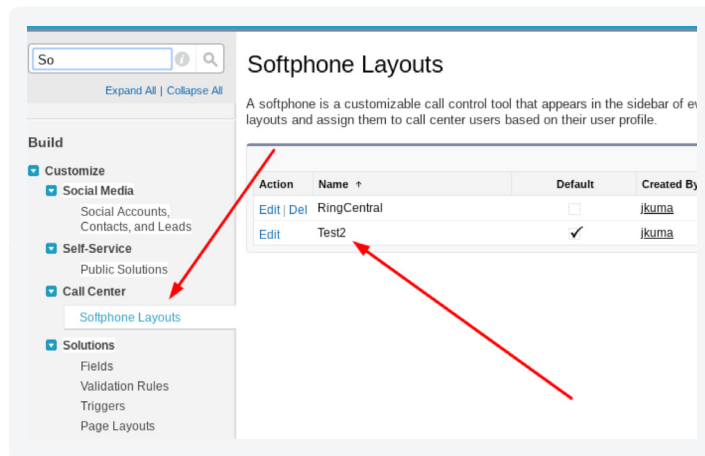 So
Expand All | Collapse All
Build
Customize
Social Media
Social Accounts,
Contacts, and Leads
Self-Service
Public Solutions
Call Center
Softphone Layouts
Solutions
Fields
Validation Rules
Triggers
Page Layouts
Softphone Layouts
A softphone is a customizable call control tool that appears in the sidebar of
layouts and assign them to call center users based on their user profile.
Action Name ↑ Default Created By
Edit | Del RingCentral jkuma
Edit Test2 jkuma